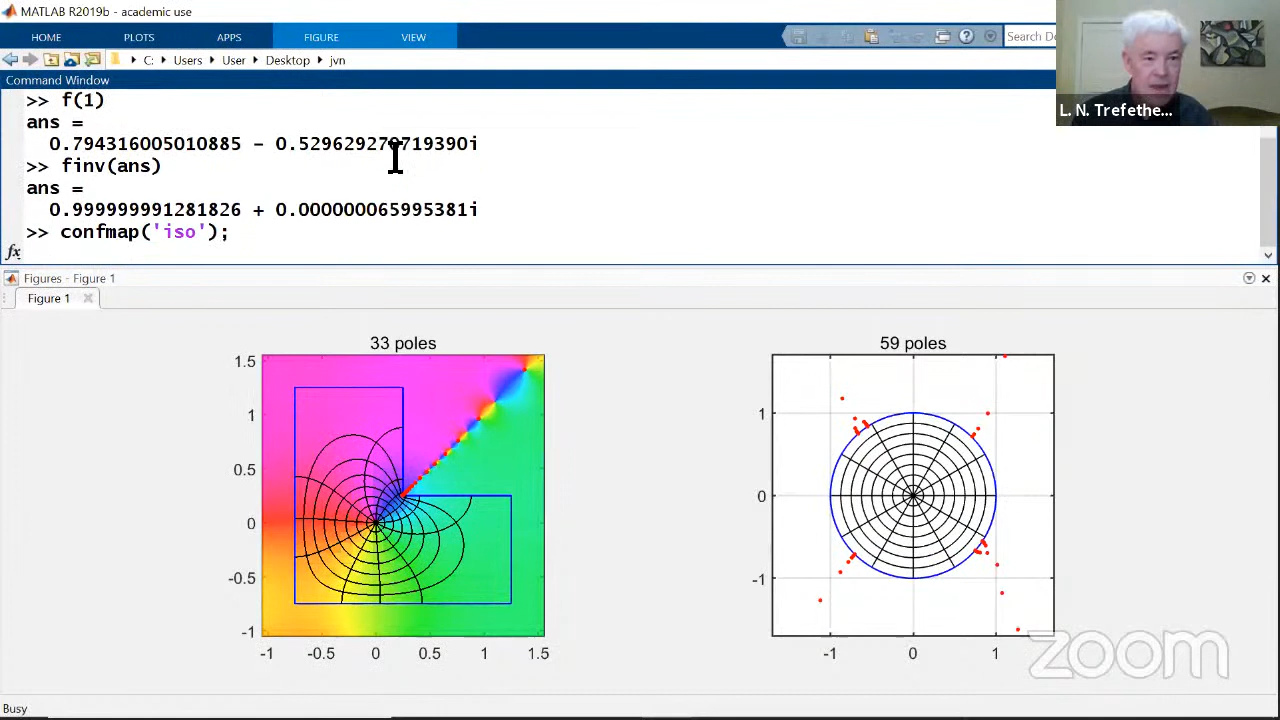 MATLAB R2019b - academic use
HOME PLOTS APPS FIGURE VIEW
Search Do
C: Users User Desktop jvn
Command Window
>> f(1)
ans =
0.794316005010885 - 0.529629270719390i
>> finv(ans)
ans =
0.999999991281826 + 0.000000065995381i
>> confmap('iso');
fx
L. N. Trefethe...
Figures - Figure 1
Figure 1
33 poles
1.5
1
0.5
0
-0.5
-1
-1 -0.5 0 0.5 1 1.5
59 poles
1
0
-1
-1 0 1
zoom
Busy